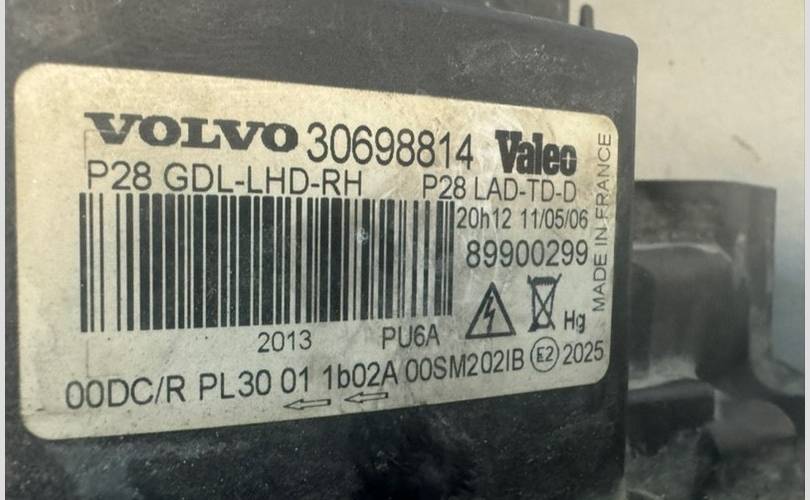 VOLVO 30698814 Valeo
P28 GDL-LHD-RH P28 LAD-TD-D
20h12 11/05/06
89900299
MADE IN FRANCE
Hg
2013 PU6A
00DC/R PL30 01 1b02A 00SM202IB E2 2025